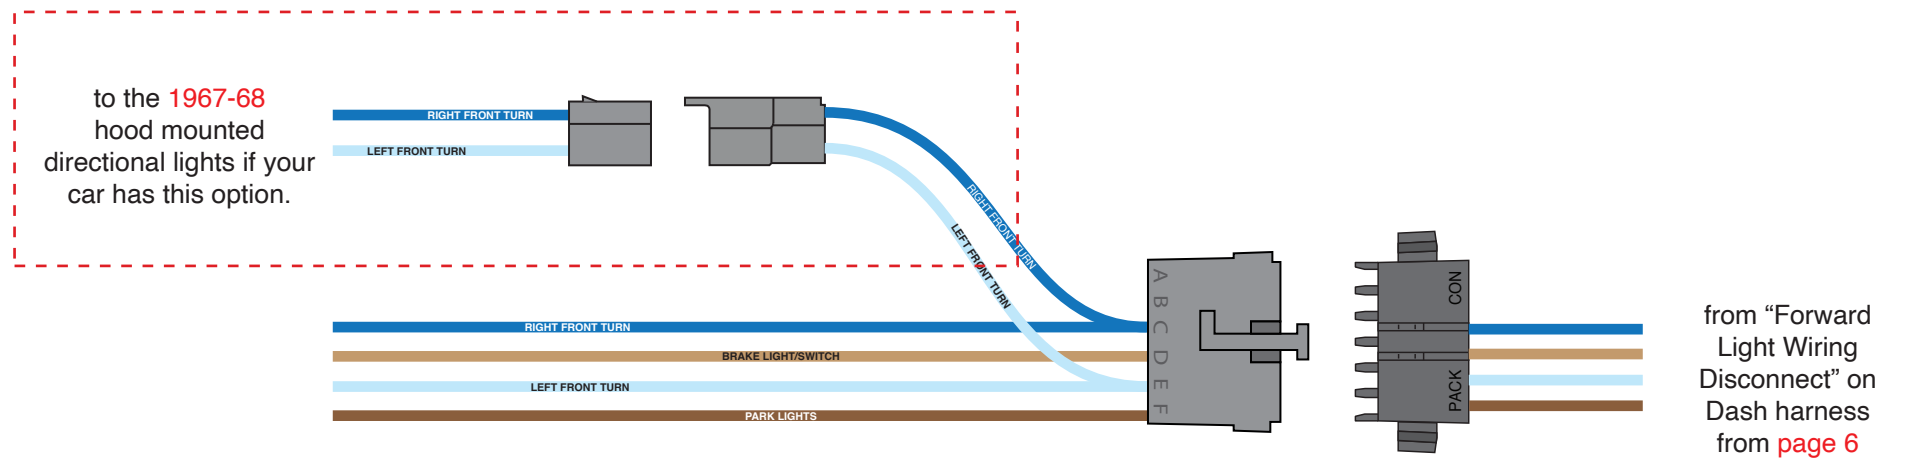 to the 1967-68
hood mounted
directional lights if your
car has this option.
RIGHT FRONT TURN
LEFT FRONT TURN
RIGHT FRONT TURN
LEFT FRONT TURN
RIGHT FRONT TURN
BRAKE LIGHT/SWITCH
LEFT FRONT TURN
PARK LIGHTS
A
B
C
D
E
F
CON
PACK
from “Forward
Light Wiring
Disconnect” on
Dash harness
from page 6